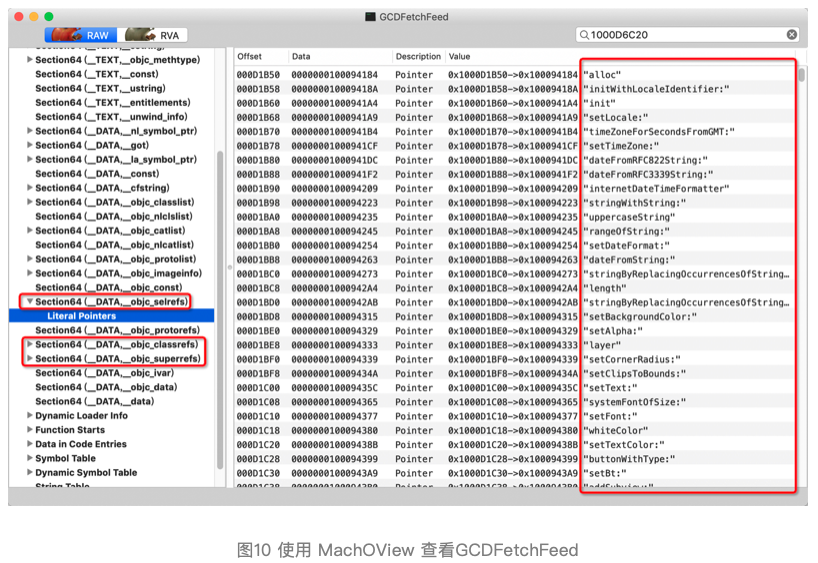 GCDFetchFeed
RAW
RVA
1000D6C20
Section64 (__TEXT,__objc_methtype)
Section64 (__TEXT,__const)
Section64 (__TEXT,__ustring)
Section64 (__TEXT,__entitlements)
Section64 (__TEXT,__unwind_info)
Section64 (__DATA,__nl_symbol_ptr)
Section64 (__DATA,__got)
Section64 (__DATA,__la_symbol_ptr)
Section64 (__DATA,__const)
Section64 (__DATA,__cfstring)
Section64 (__DATA,__objc_classlist)
Section64 (__DATA,__objc_nlclslist)
Section64 (__DATA,__objc_catlist)
Section64 (__DATA,__objc_nlcatlist)
Section64 (__DATA,__objc_protolist)
Section64 (__DATA,__objc_imageinfo)
Section64 (__DATA,__objc_const)
Section64 (__DATA,__objc_selrefs)
Literal Pointers
Section64 (__DATA,__objc_protorefs)
Section64 (__DATA,__objc_classrefs)
Section64 (__DATA,__objc_superrefs)
Section64 (__DATA,__objc_ivar)
Section64 (__DATA,__objc_data)
Section64 (__DATA,__data)
Dynamic Loader Info
Function Starts
Data in Code Entries
Symbol Table
Dynamic Symbol Table
String Table
Offset Data Description Value
000D1B50 0000000100094184 Pointer 0x1000D1B50->0x100094184 "alloc"
000D1B58 000000010009418A Pointer 0x1000D1B58->0x10009418A "initWithLocaleIdentifier:"
000D1B60 00000001000941A4 Pointer 0x1000D1B60->0x1000941A4 "init"
000D1B68 00000001000941A9 Pointer 0x1000D1B68->0x1000941A9 "setLocale:"
000D1B70 00000001000941B4 Pointer 0x1000D1B70->0x1000941B4 "timeZoneForSecondsFromGMT:"
000D1B78 00000001000941CF Pointer 0x1000D1B78->0x1000941CF "setTimeZone:"
000D1B80 00000001000941DC Pointer 0x1000D1B80->0x1000941DC "dateFromRFC822String:"
000D1B88 00000001000941F2 Pointer 0x1000D1B88->0x1000941F2 "dateFromRFC3339String:"
000D1B90 0000000100094209 Pointer 0x1000D1B90->0x100094209 "internetDateTimeFormatter"
000D1B98 0000000100094223 Pointer 0x1000D1B98->0x100094223 "stringWithString:"
000D1BA0 0000000100094235 Pointer 0x1000D1BA0->0x100094235 "uppercaseString"
000D1BA8 0000000100094245 Pointer 0x1000D1BA8->0x100094245 "rangeOfString:"
000D1BB0 0000000100094254 Pointer 0x1000D1BB0->0x100094254 "setDateFormat:"
000D1BB8 0000000100094263 Pointer 0x1000D1BB8->0x100094263 "dateFromString:"
000D1BC0 0000000100094273 Pointer 0x1000D1BC0->0x100094273 "stringByReplacingOccurrencesOfString...
000D1BC8 00000001000942A4 Pointer 0x1000D1BC8->0x1000942A4 "length"
000D1BD0 00000001000942AB Pointer 0x1000D1BD0->0x1000942AB "stringByReplacingOccurrencesOfString...
000D1BD8 0000000100094315 Pointer 0x1000D1BD8->0x100094315 "setBackgroundColor:"
000D1BE0 0000000100094329 Pointer 0x1000D1BE0->0x100094329 "setAlpha:"
000D1BE8 0000000100094333 Pointer 0x1000D1BE8->0x100094333 "layer"
000D1BF0 0000000100094339 Pointer 0x1000D1BF0->0x100094339 "setCornerRadius:"
000D1BF8 000000010009434A Pointer 0x1000D1BF8->0x10009434A "setClipsToBounds:"
000D1C00 000000010009435C Pointer 0x1000D1C00->0x10009435C "setText:"
000D1C08 0000000100094365 Pointer 0x1000D1C08->0x100094365 "systemFontOfSize:"
000D1C10 0000000100094377 Pointer 0x1000D1C10->0x100094377 "setFont:"
000D1C18 0000000100094380 Pointer 0x1000D1C18->0x100094380 "whiteColor"
000D1C20 000000010009438B Pointer 0x1000D1C20->0x10009438B "setTextColor:"
000D1C28 0000000100094399 Pointer 0x1000D1C28->0x100094399 "buttonWithType:"
000D1C30 00000001000943A9 Pointer 0x1000D1C30->0x1000943A9 "setBt:"
000D1C38 00000001000943B0 Pointer 0x1000D1C38->0x1000943B0 "addSubview:"
图10 使用 MachOView 查看GCDFetchFeed